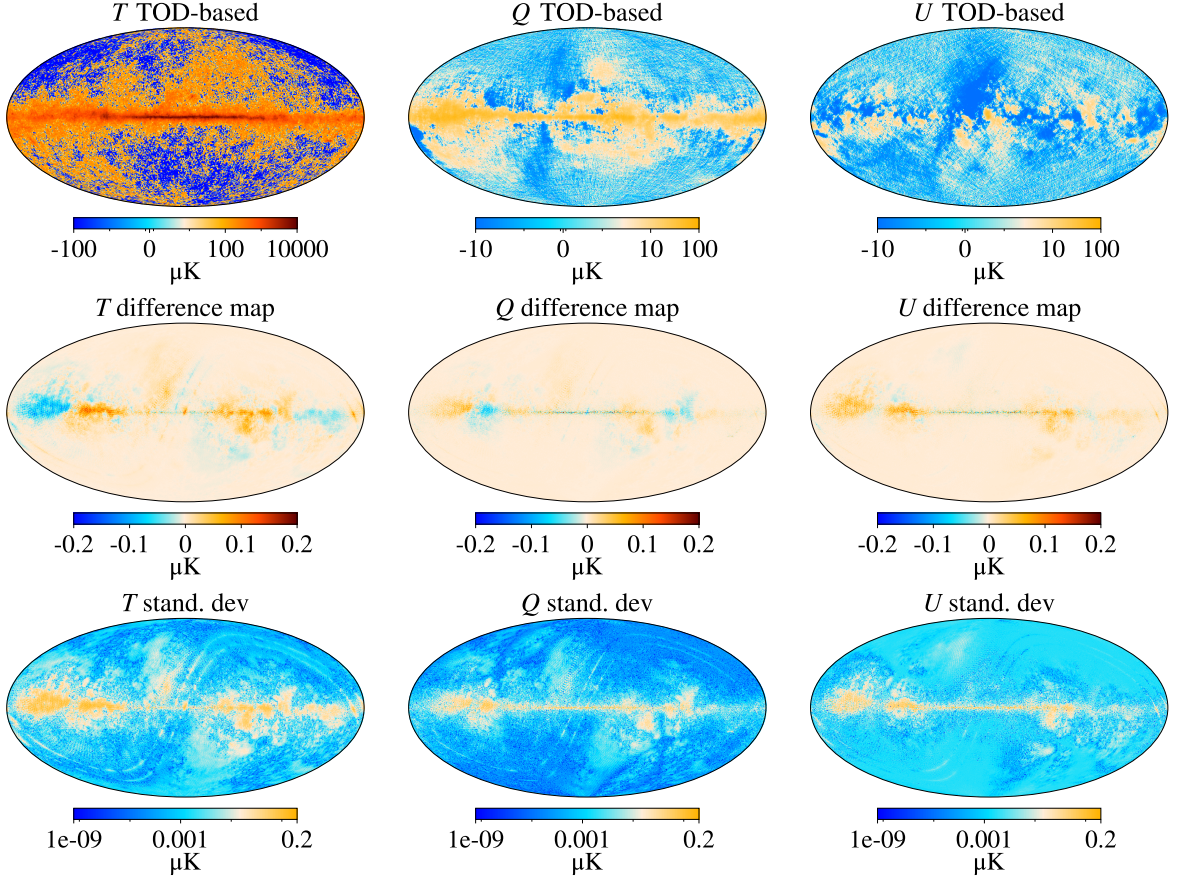 T TOD-based Q TOD-based U TOD-based
-100 0 100 10000 -10 0 10 100 -10 0 10 100
µK µK µK
T difference map Q difference map U difference map
-0.2 -0.1 0 0.1 0.2 -0.2 -0.1 0 0.1 0.2 -0.2 -0.1 0 0.1 0.2
µK µK µK
T stand. dev Q stand. dev U stand. dev
1e-09 0.001 0.2 1e-09 0.001 0.2 1e-09 0.001 0.2
µK µK µK